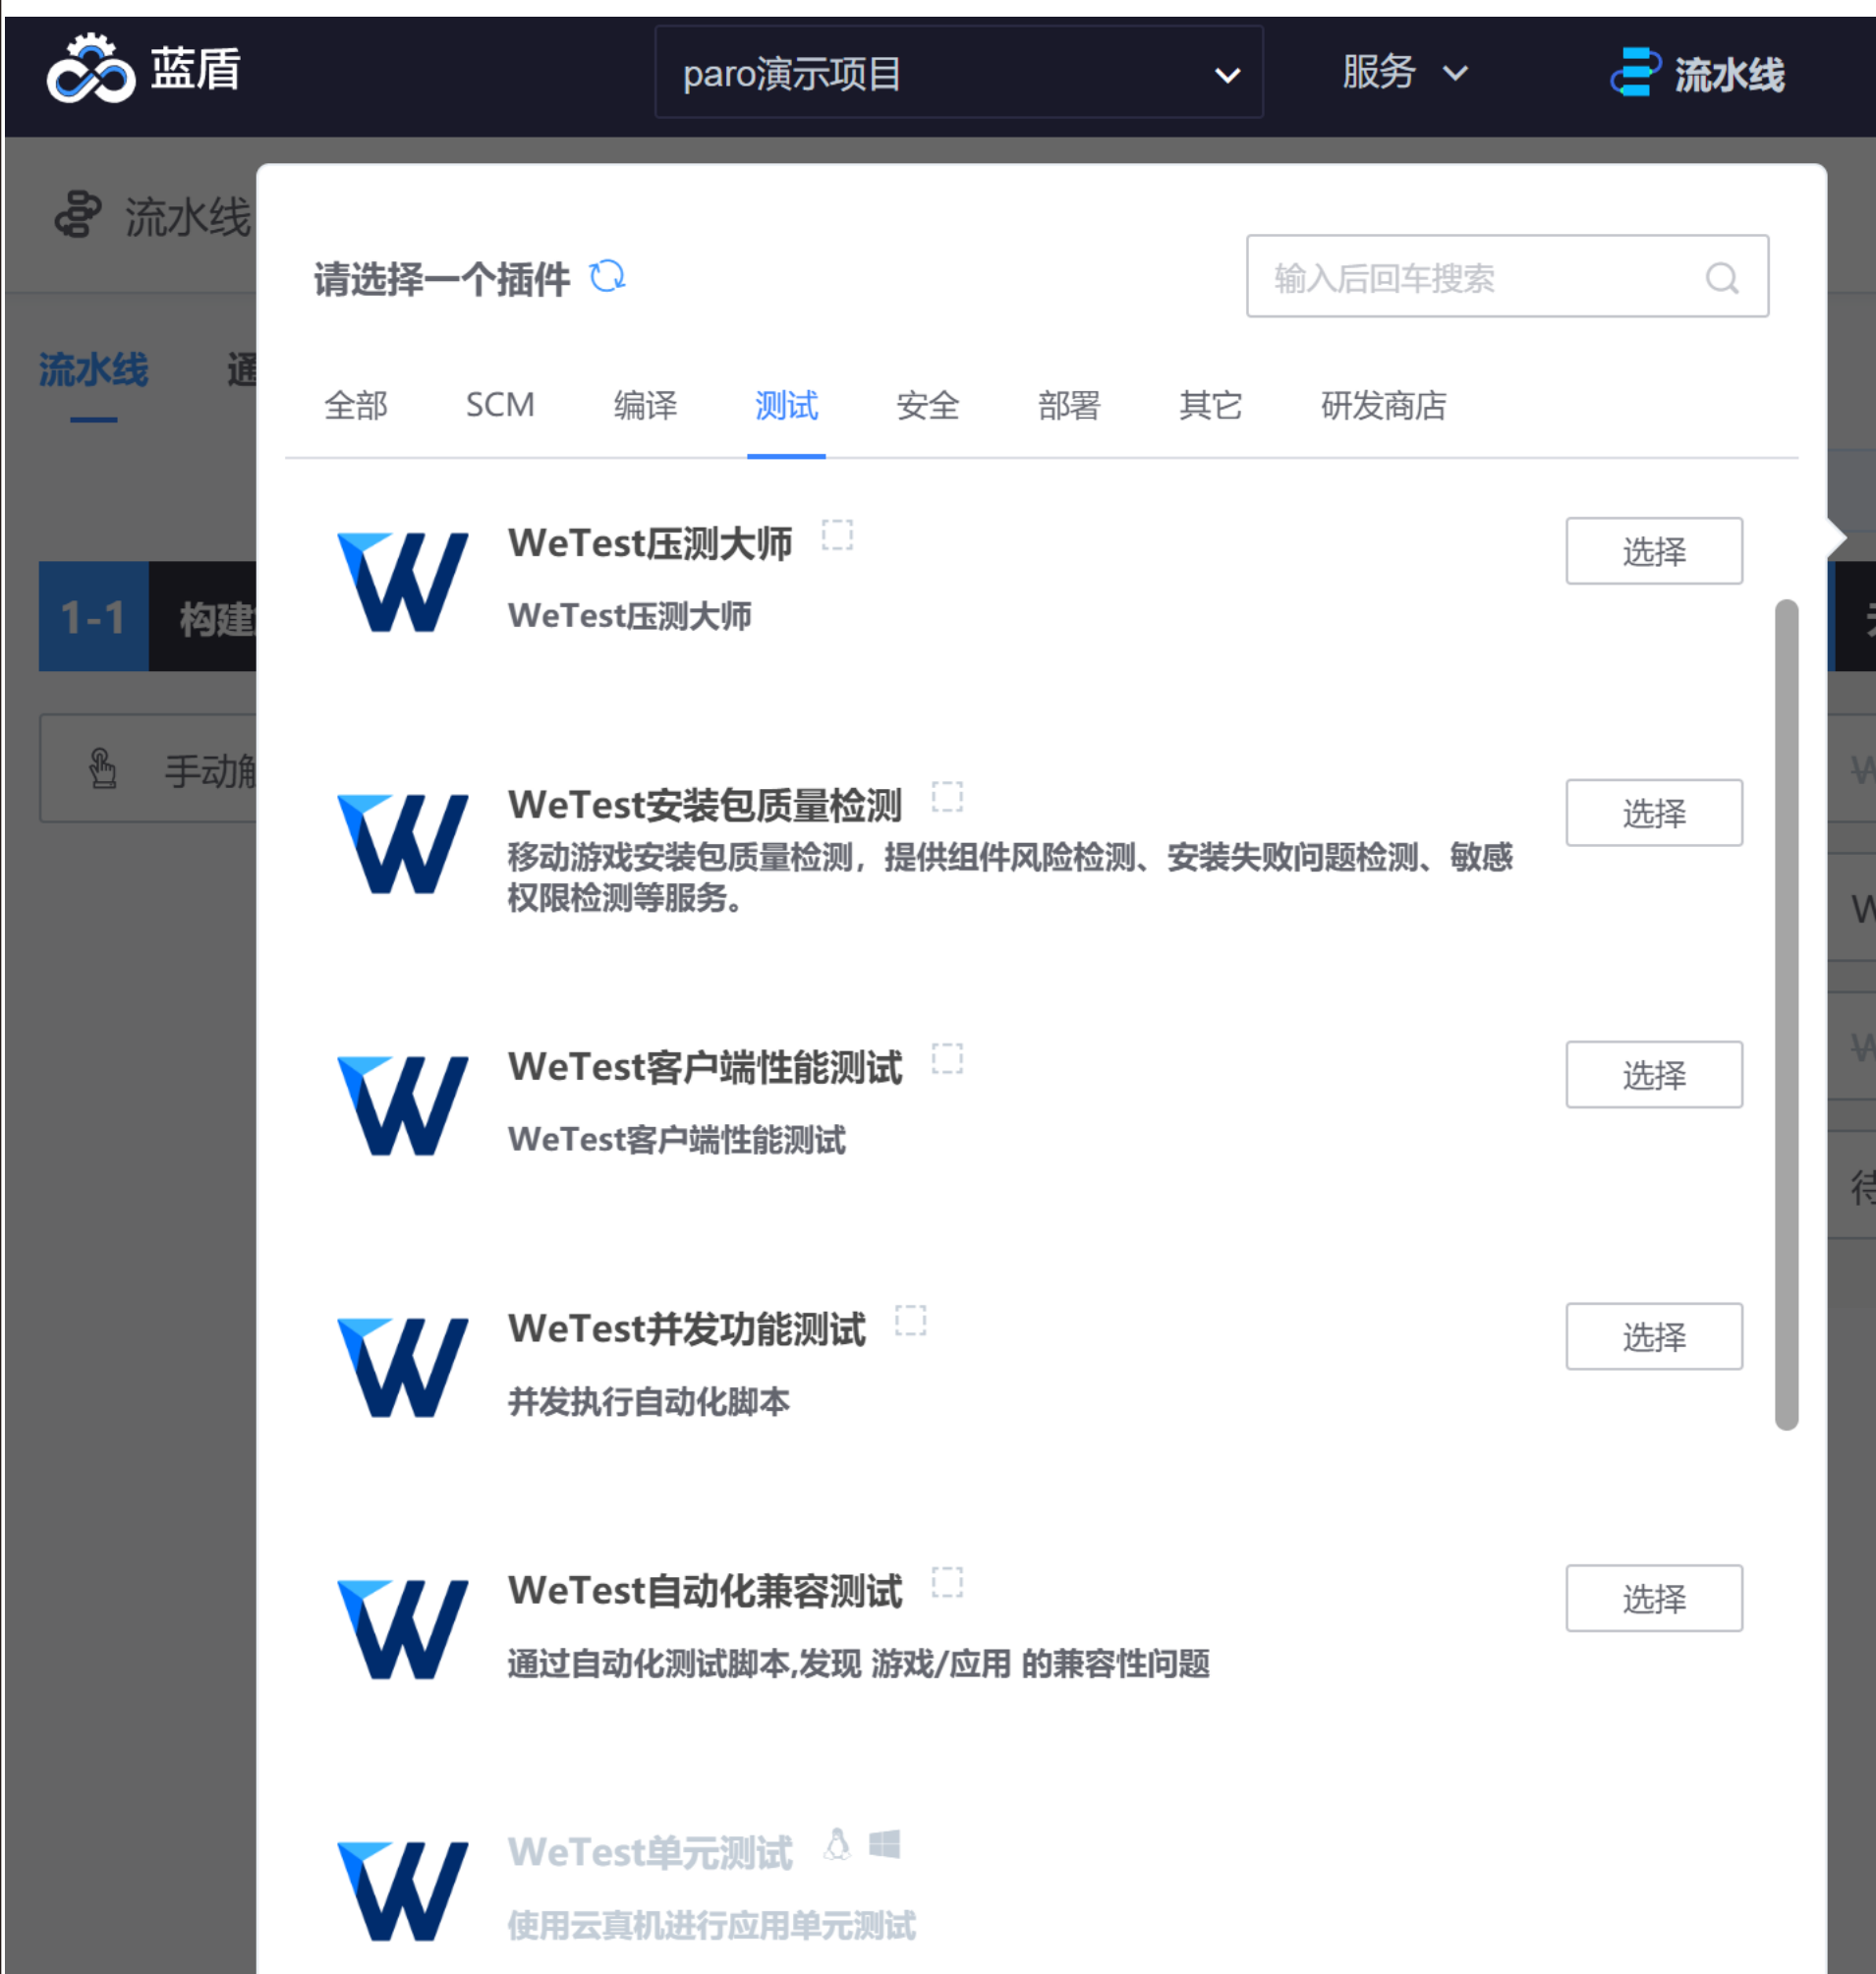 蓝盾
paro演示项目
服务
流水线
流水线
请选择一个插件
输入后回车搜索
流水线
通
全部
SCM
编译
测试
安全
部署
其它
研发商店
WeTest压测大师
选择
WeTest压测大师
1-1
构建
手动触
WeTest安装包质量检测
选择
移动游戏安装包质量检测，提供组件风险检测、安装失败问题检测、敏感
权限检测等服务。
WeTest客户端性能测试
选择
WeTest客户端性能测试
WeTest并发功能测试
选择
并发执行自动化脚本
WeTest自动化兼容测试
选择
通过自动化测试脚本,发现 游戏/应用 的兼容性问题
WeTest单元测试
使用云真机进行应用单元测试